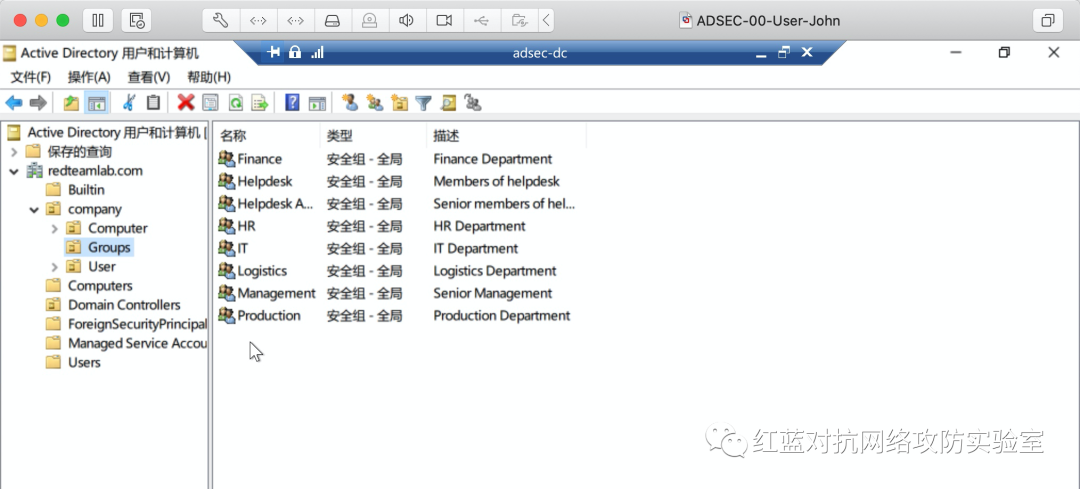 ADSEC-00-User-John
Active Directory 用户和计算机
adsec-dc
文件(F) 操作(A) 查看(V) 帮助(H)
Active Directory 用户和计算机 [
保存的查询
redteamlab.com
Builtin
company
Computer
Groups
User
Computers
Domain Controllers
ForeignSecurityPrincipal
Managed Service Accou
Users
名称 类型 描述
Finance 安全组 - 全局 Finance Department
Helpdesk 安全组 - 全局 Members of helpdesk
Helpdesk A... 安全组 - 全局 Senior members of hel...
HR 安全组 - 全局 HR Department
IT 安全组 - 全局 IT Department
Logistics 安全组 - 全局 Logistics Department
Management 安全组 - 全局 Senior Management
Production 安全组 - 全局 Production Department
红蓝对抗网络攻防实验室